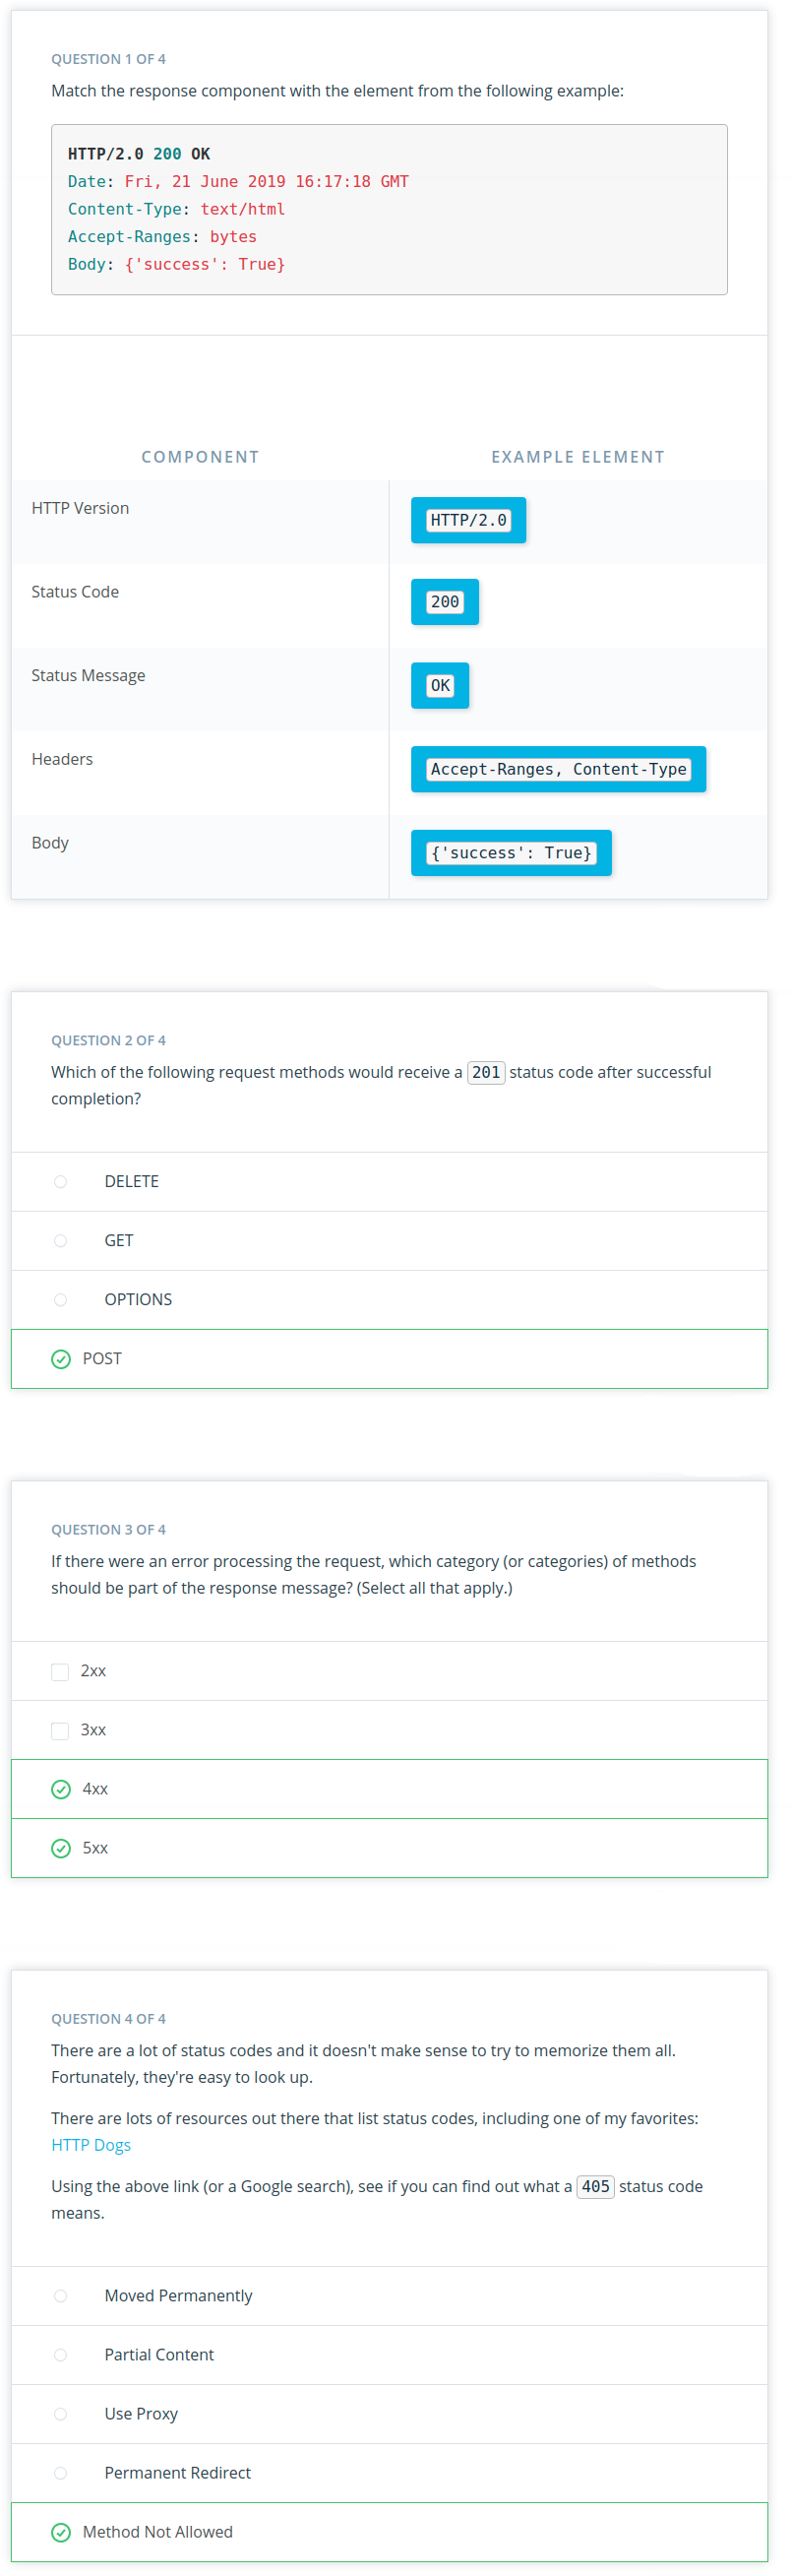 QUESTION 1 OF 4
Match the response component with the element from the following example:
HTTP/2.0 200 OK
Date: Fri, 21 June 2019 16:17:18 GMT
Content-Type: text/html
Accept-Ranges: bytes
Body: {'success': True}
COMPONENT EXAMPLE ELEMENT
HTTP Version HTTP/2.0
Status Code 200
Status Message OK
Headers Accept-Ranges, Content-Type
Body {'success': True}
QUESTION 2 OF 4
Which of the following request methods would receive a 201 status code after successful
completion?
DELETE
GET
OPTIONS
POST
QUESTION 3 OF 4
If there were an error processing the request, which category (or categories) of methods
should be part of the response message? (Select all that apply.)
2xx
3xx
4xx
5xx
QUESTION 4 OF 4
There are a lot of status codes and it doesn't make sense to try to memorize them all.
Fortunately, they're easy to look up.
There are lots of resources out there that list status codes, including one of my favorites:
HTTP Dogs
Using the above link (or a Google search), see if you can find out what a 405 status code
means.
Moved Permanently
Partial Content
Use Proxy
Permanent Redirect
Method Not Allowed